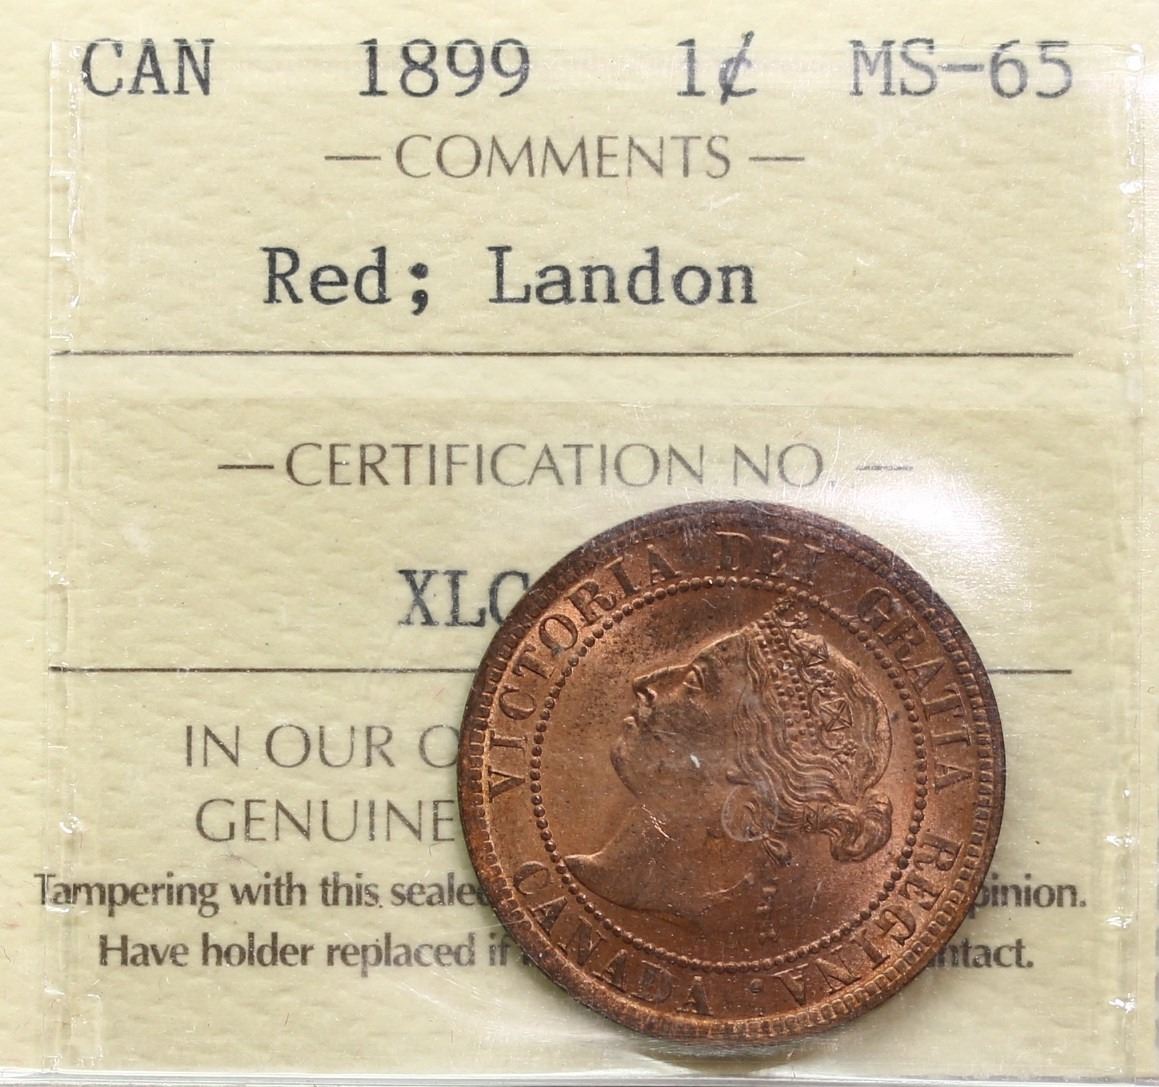 CAN 1899 1¢ MS-65
— COMMENTS —
Red; Landon
— CERTIFICATION NO. —
XLC
IN OUR O
GENUINE
Tampering with this sealed pinion.
Have holder replaced if ntact.
VICTORIA DEI GRATIA REGINA · CANADA